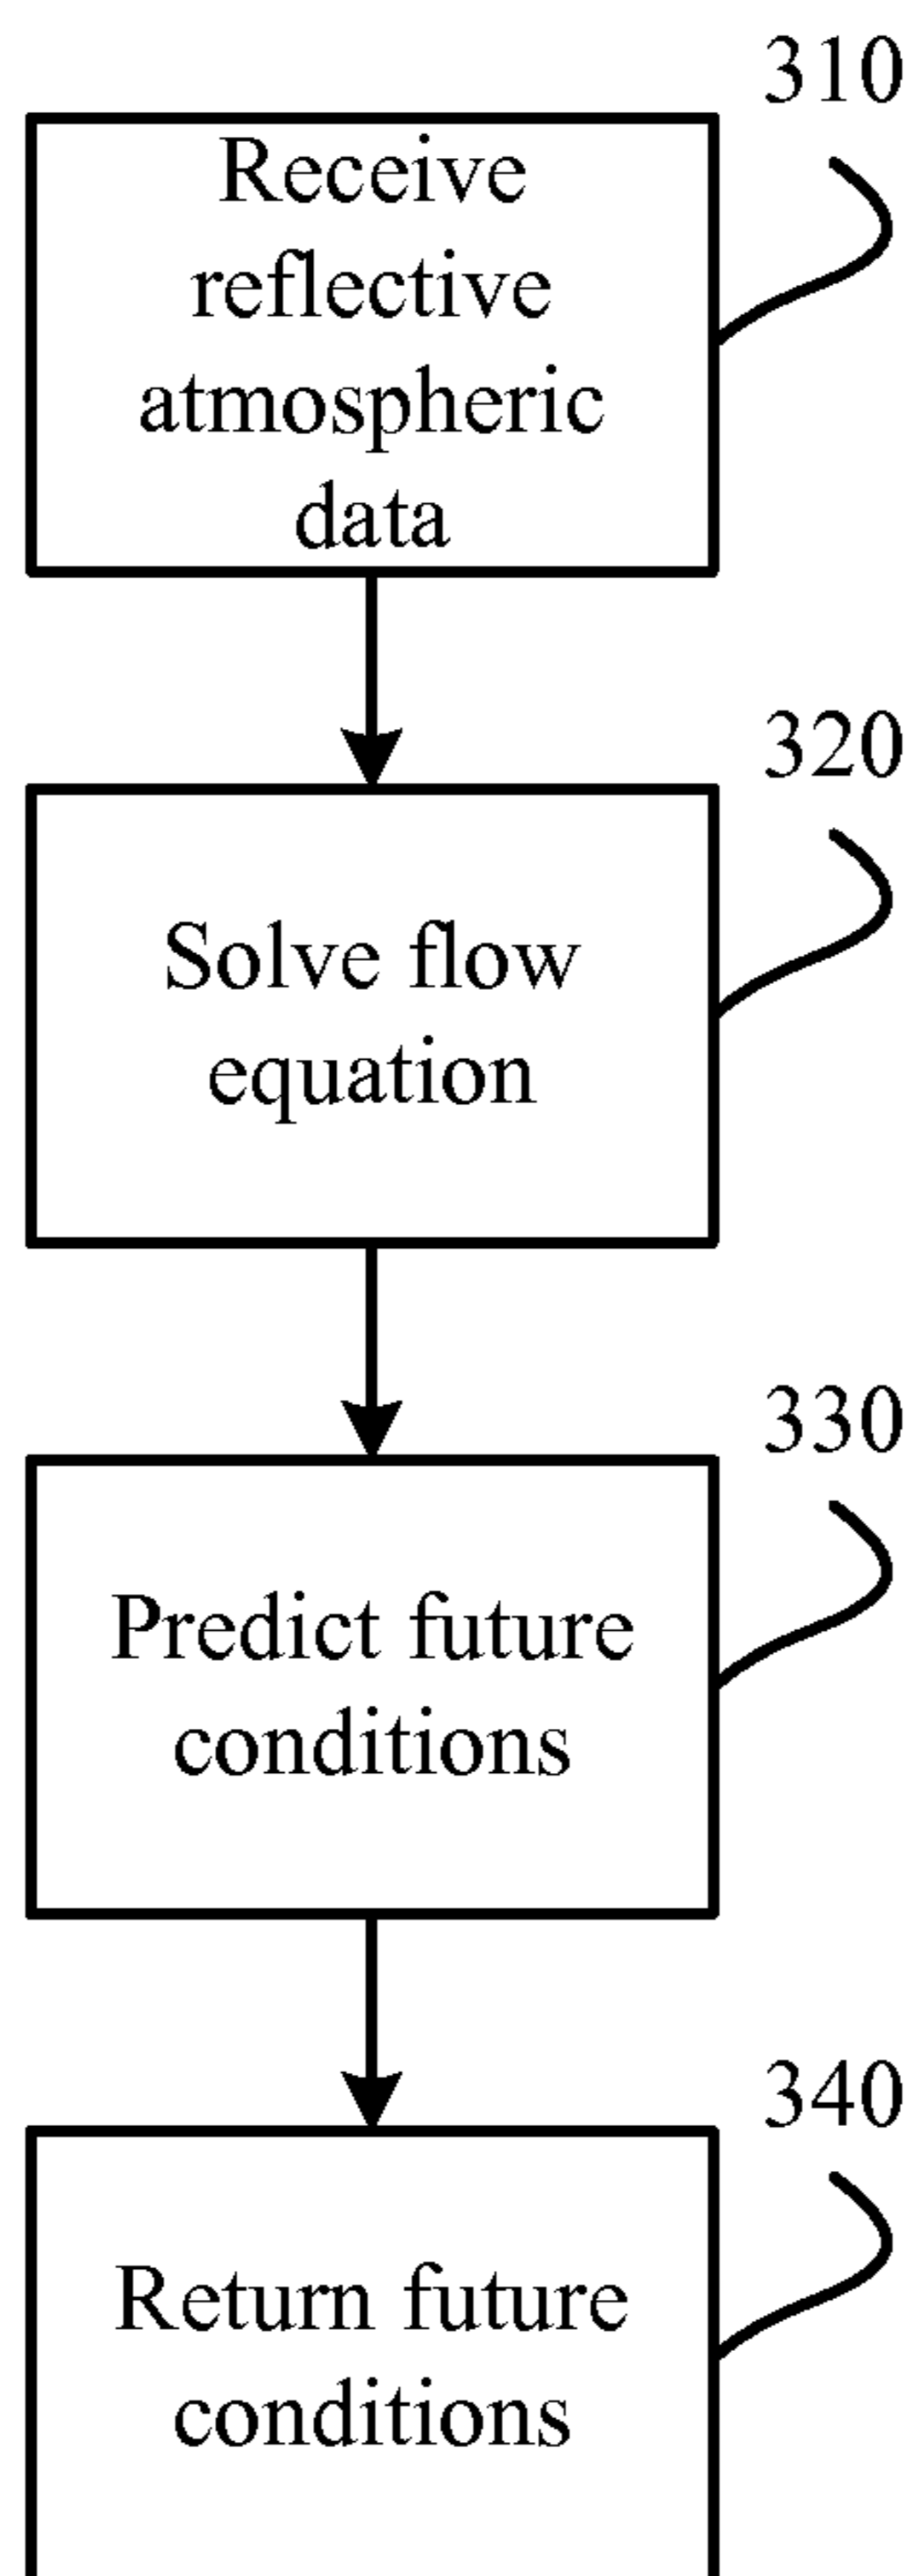 310
Receive
reflective
atmospheric
data
320
Solve flow
equation
330
Predict future
conditions
340
Return future
conditions